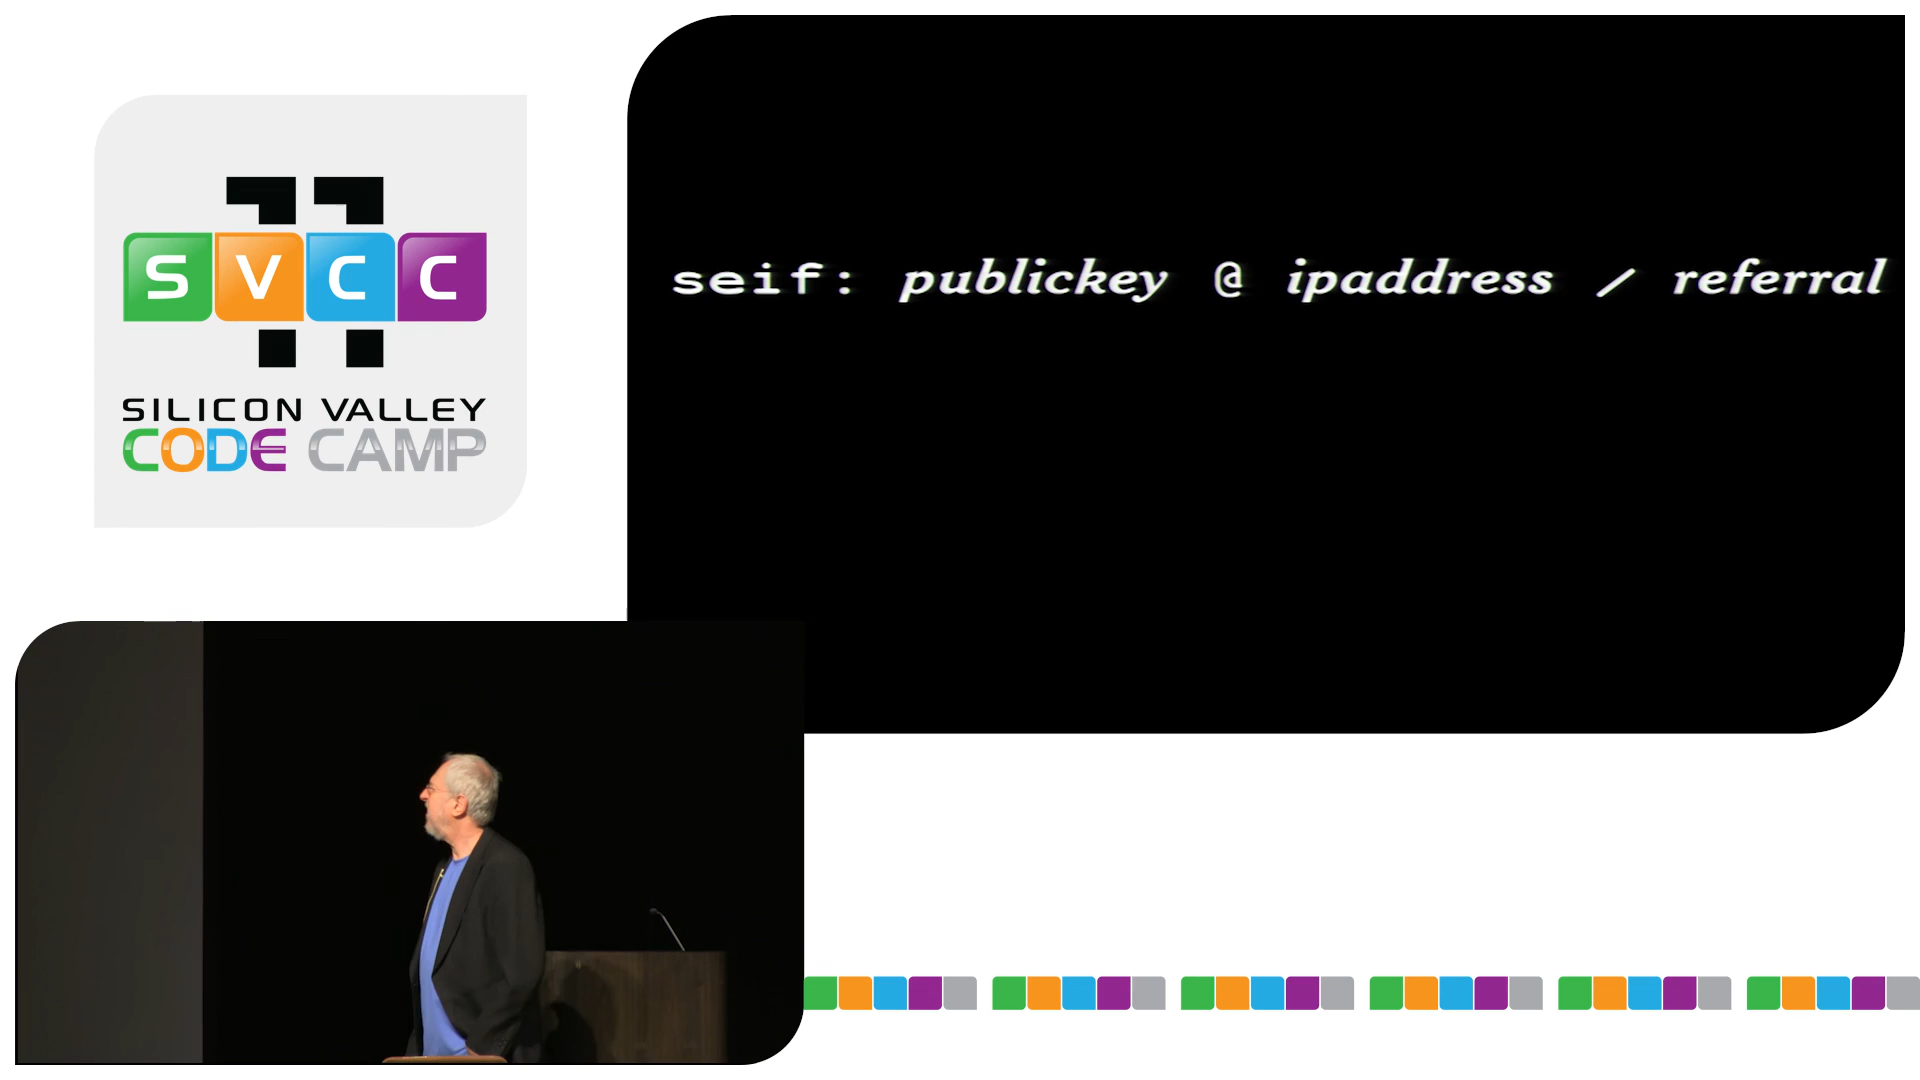 SVCC
SILICON VALLEY
CODE CAMP
seif: publickey @ ipaddress / referral